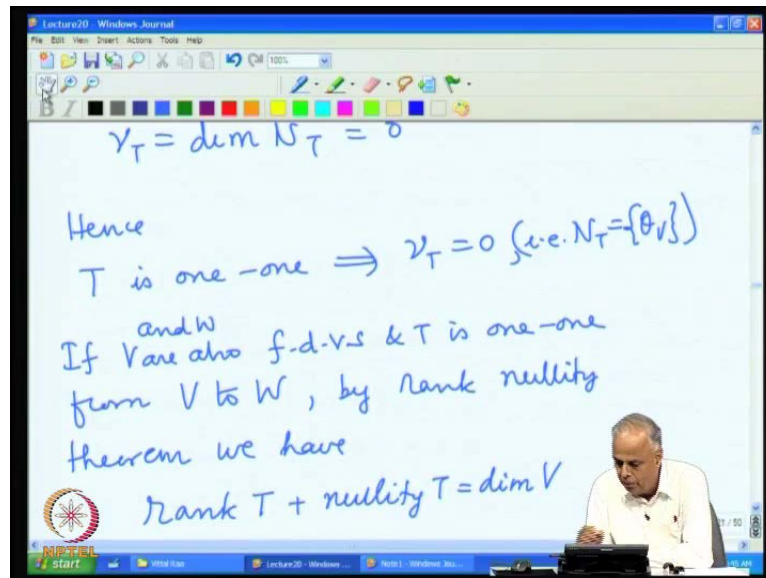 Lecture20 - Windows Journal
File Edit View Insert Actions Tools Help
100%
B I
ν_T = dim N_T = 0
Hence
T is one-one ⟹ ν_T = 0 (i.e. N_T = {θ_V})
and W
If V are also f.d.v.s & T is one-one
from V to W, by rank nullity
theorem we have
rank T + nullity T = dim V
NPTEL
start Vittal Rao Lecture20 - Windows ... Note1 - Windows Jou...